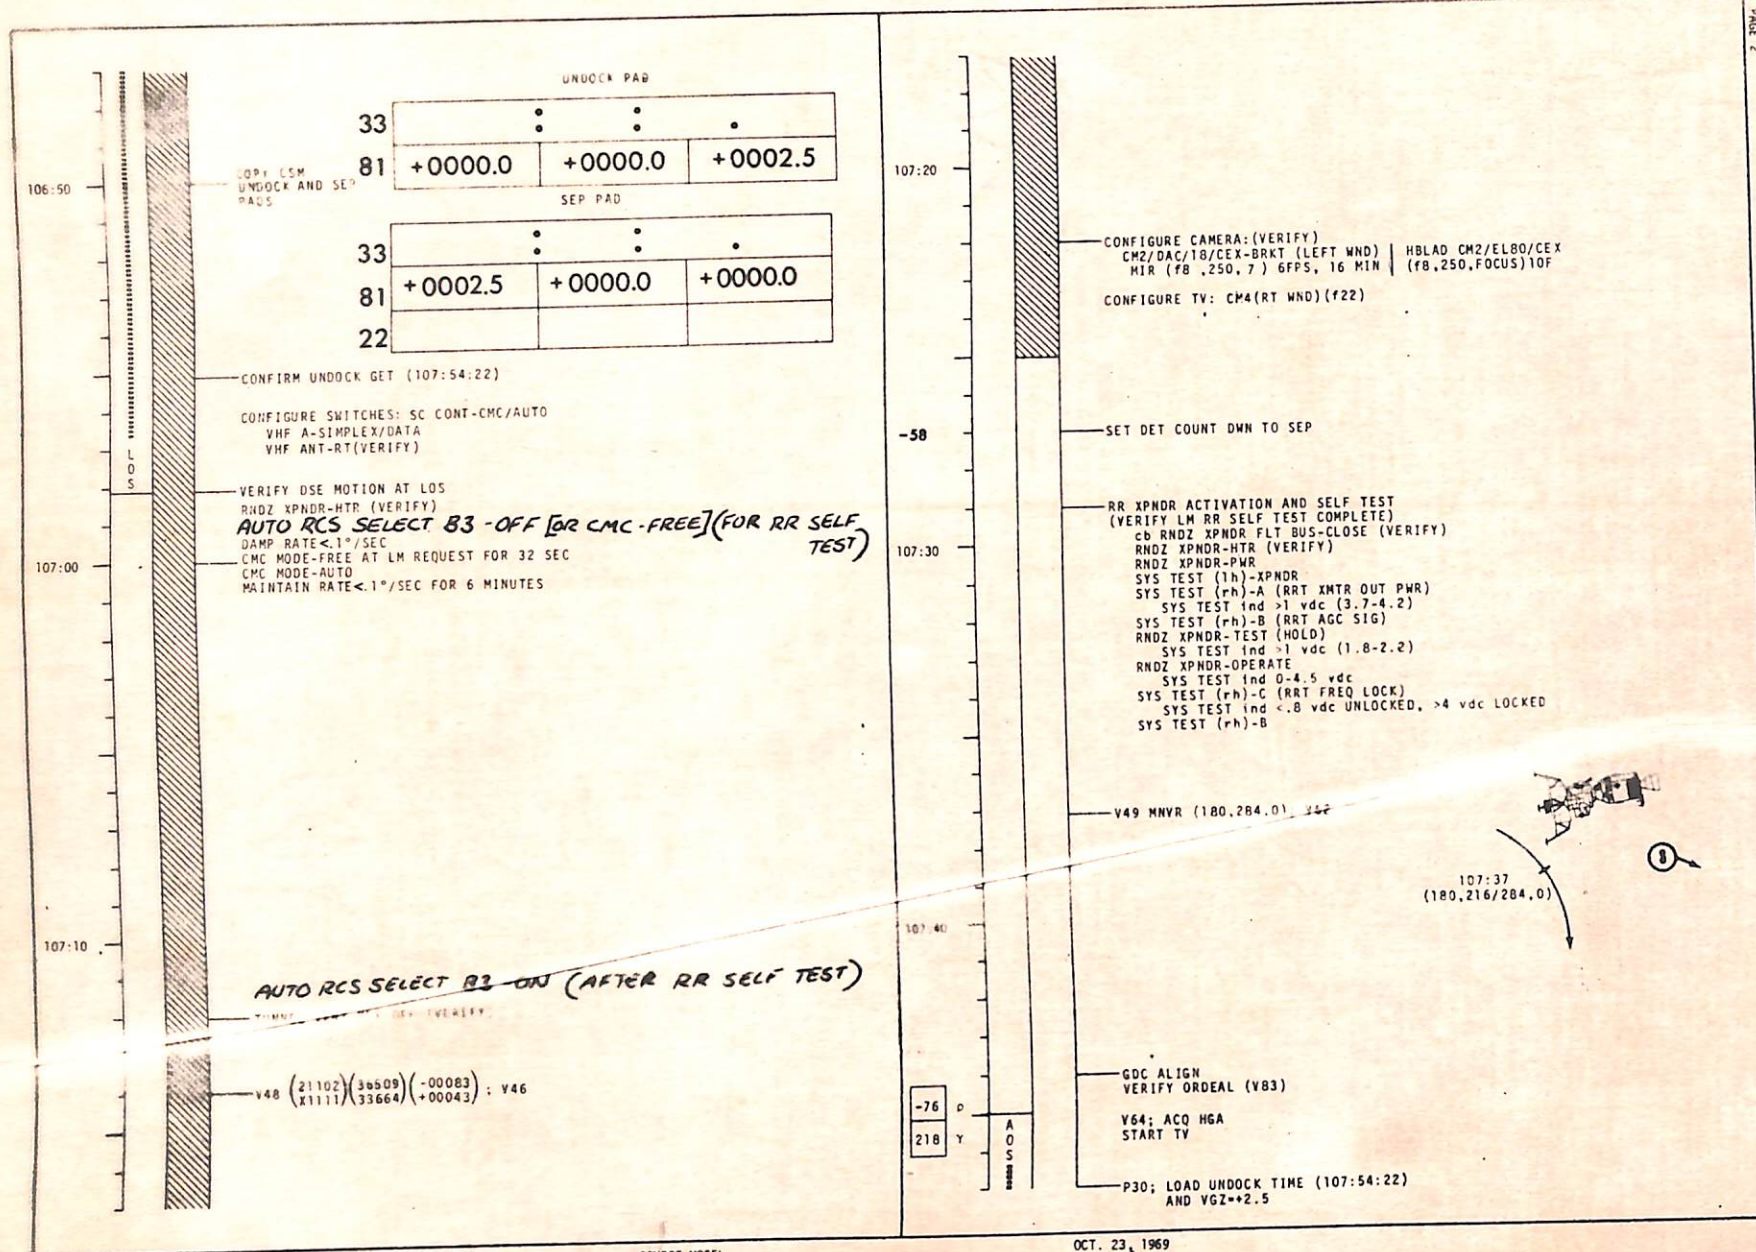 UNDOCK PAD
33 : : .
81 +0000.0 +0000.0 +0002.5
COPY CSM
UNDOCK AND SEP
PADS
106:50
SEP PAD
33 : : .
81 +0002.5 +0000.0 +0000.0
22
CONFIRM UNDOCK GET (107:54:22)
CONFIGURE SWITCHES: SC CONT-CMC/AUTO
VHF A-SIMPLEX/DATA
VHF ANT-RT(VERIFY)
LOS
VERIFY DSE MOTION AT LOS
RNDZ XPNDR-HTR (VERIFY)
AUTO RCS SELECT B3 -OFF [OR CMC-FREE](FOR RR SELF
TEST)
DAMP RATE<.1°/SEC
107:00
CMC MODE-FREE AT LM REQUEST FOR 32 SEC
CMC MODE-AUTO
MAINTAIN RATE<.1°/SEC FOR 6 MINUTES
107:10
AUTO RCS SELECT B3 -ON (AFTER RR SELF TEST)
OFF (VERIFY)
V48 (21102)(36509)(-00083) ; V46
(X1111)(33664)(+00043)
PAGE 2
107:20
CONFIGURE CAMERA:(VERIFY)
CM2/DAC/18/CEX-BRKT (LEFT WND) | HBLAD CM2/EL80/CEX
MIR (f8 ,250,7) 6FPS, 16 MIN | (f8,250,FOCUS)10F
CONFIGURE TV: CM4(RT WND)(f22)
-58
SET DET COUNT DWN TO SEP
RR XPNDR ACTIVATION AND SELF TEST
(VERIFY LM RR SELF TEST COMPLETE)
cb RNDZ XPNDR FLT BUS-CLOSE (VERIFY)
107:30
RNDZ XPNDR-HTR (VERIFY)
RNDZ XPNDR-PWR
SYS TEST (lh)-XPNDR
SYS TEST (rh)-A (RRT XMTR OUT PWR)
SYS TEST ind >1 vdc (3.7-4.2)
SYS TEST (rh)-B (RRT AGC SIG)
RNDZ XPNDR-TEST (HOLD)
SYS TEST ind >1 vdc (1.8-2.2)
RNDZ XPNDR-OPERATE
SYS TEST ind 0-4.5 vdc
SYS TEST (rh)-C (RRT FREQ LOCK)
SYS TEST ind <.8 vdc UNLOCKED, >4 vdc LOCKED
SYS TEST (rh)-B
V49 MNVR (180,284,0); V62
107:37
(180,216/284,0)
107:40
GDC ALIGN
VERIFY ORDEAL (V83)
-76 P
218 Y
AOS
V64; ACQ HGA
START TV
P30; LOAD UNDOCK TIME (107:54:22)
AND VGZ=+2.5
OCT. 23, 1969